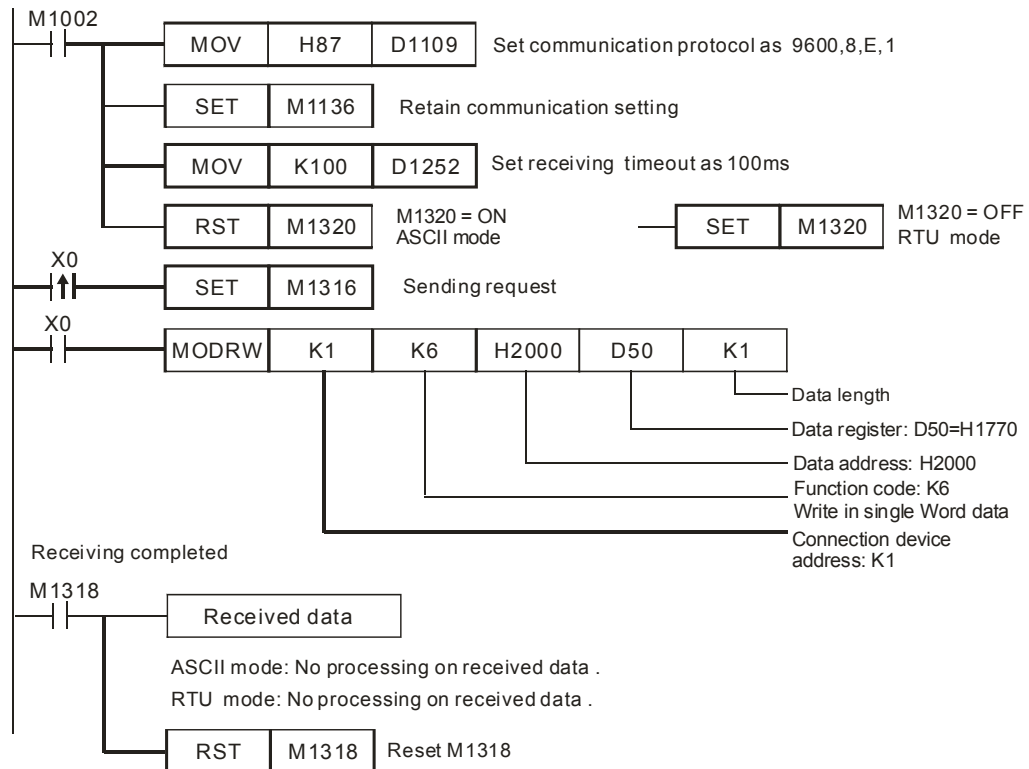 M1002
MOV H87 D1109 Set communication protocol as 9600,8,E,1
SET M1136 Retain communication setting
MOV K100 D1252 Set receiving timeout as 100ms
RST M1320 M1320 = ON
ASCII mode
SET M1320 M1320 = OFF
RTU mode
X0
SET M1316 Sending request
X0
MODRW K1 K6 H2000 D50 K1
Data length
Data register: D50=H1770
Data address: H2000
Function code: K6
Write in single Word data
Connection device
address: K1
Receiving completed
M1318
Received data
ASCII mode: No processing on received data .
RTU mode: No processing on received data .
RST M1318 Reset M1318